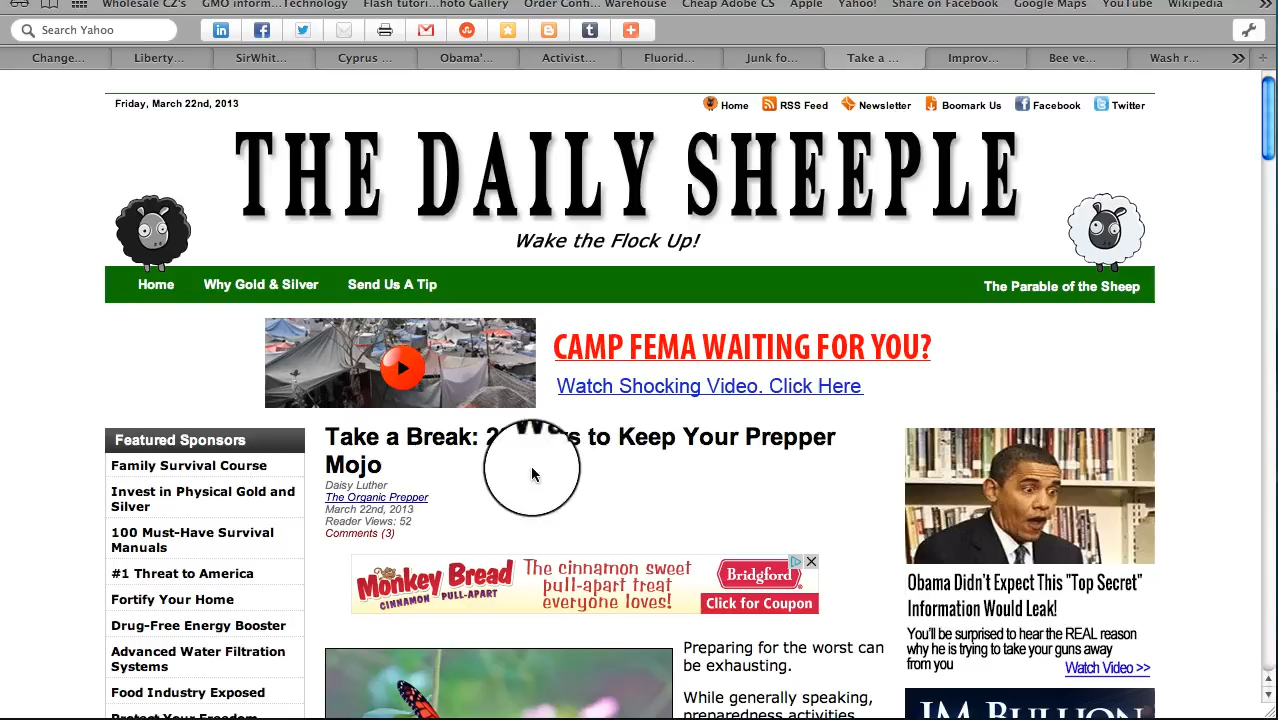 Wholesale CZ's GMO inform...Technology Flash tutori...hoto Gallery Order Confi... Warehouse Cheap Adobe CS Apple Yahoo! Share on Facebook Google Maps YouTube Wikipedia
Search Yahoo
Change... Liberty... SirWhit... Cyprus ... Obama'... Activist... Fluorid... Junk fo... Take a ... Improv... Bee ve... Wash r...
Friday, March 22nd, 2013
Home RSS Feed Newsletter Boomark Us Facebook Twitter
THE DAILY SHEEPLE
Wake the Flock Up!
Home Why Gold & Silver Send Us A Tip The Parable of the Sheep
CAMP FEMA WAITING FOR YOU?
Watch Shocking Video. Click Here
Featured Sponsors
Family Survival Course
Invest in Physical Gold and
Silver
100 Must-Have Survival
Manuals
#1 Threat to America
Fortify Your Home
Drug-Free Energy Booster
Advanced Water Filtration
Systems
Food Industry Exposed
Protect Your Freedom
Take a Break: to Keep Your Prepper
Mojo
Daisy Luther
The Organic Prepper
March 22nd, 2013
Reader Views: 52
Comments (3)
Monkey Bread
CINNAMON PULL-APART
The cinnamon sweet
pull-apart treat
everyone loves!
Bridgford
Click for Coupon
Preparing for the worst can
be exhausting.
While generally speaking,
preparedness activities
Obama Didn't Expect This "Top Secret"
Information Would Leak!
You'll be surprised to hear the REAL reason
why he is trying to take your guns away
from you
Watch Video >>
JM BULLION